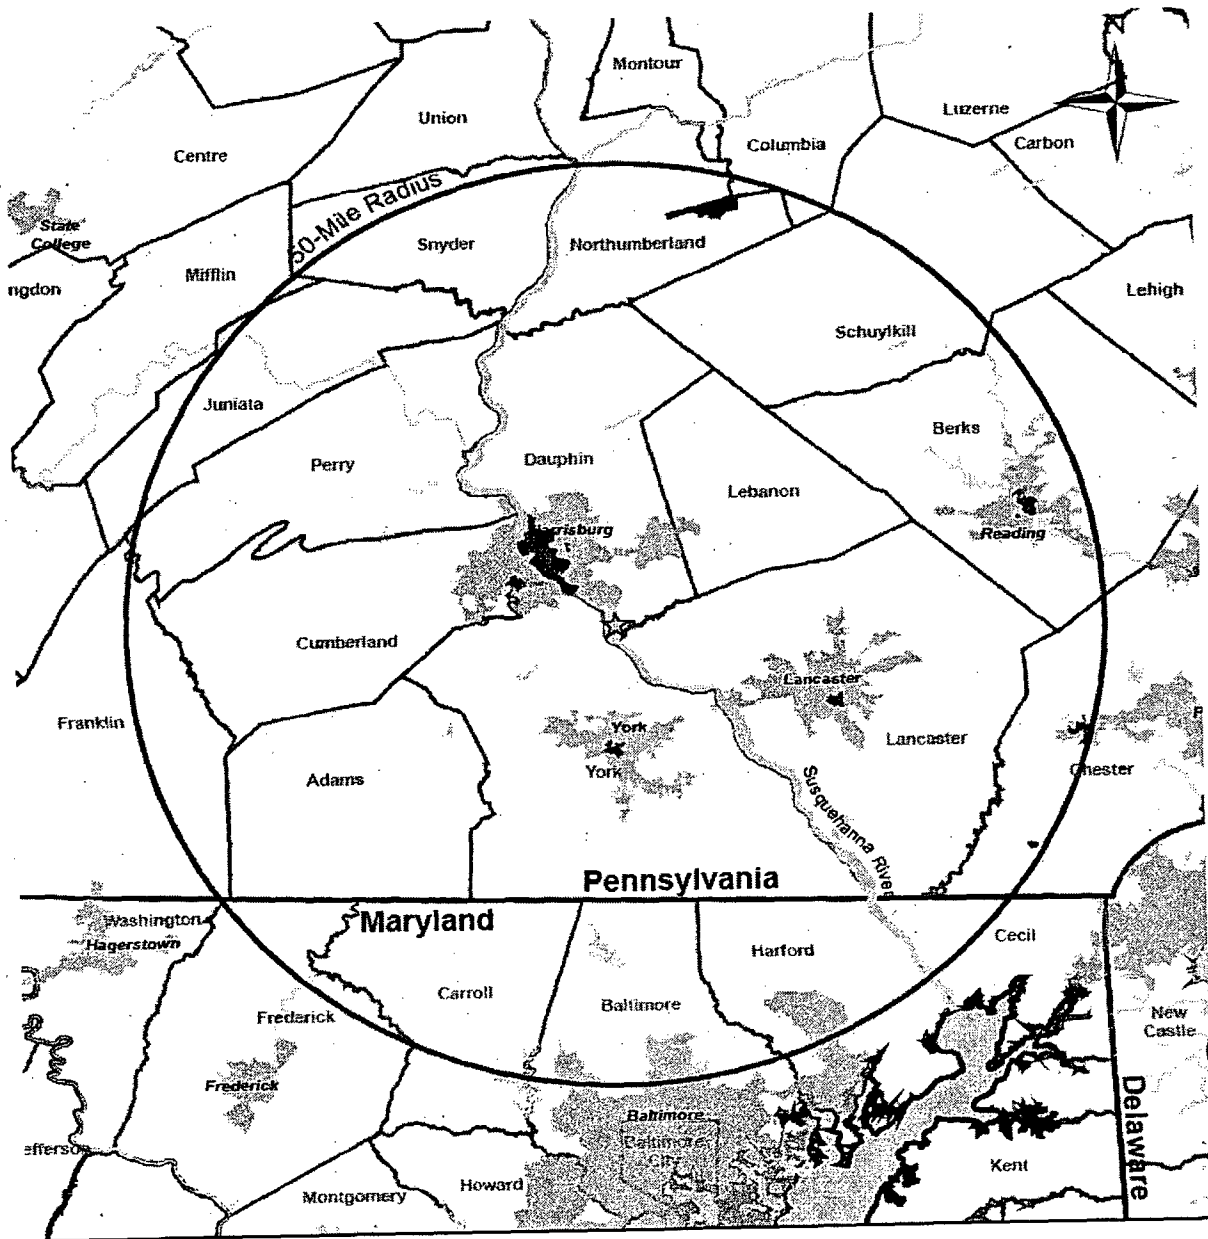 N
Montour
Luzerne
Union
Columbia
Carbon
Centre
50-Mile Radius
State
College
Snyder
Northumberland
Mifflin
ngdon
Lehigh
Schuylkill
Juniata
Berks
Perry
Dauphin
Lebanon
Harrisburg
Reading
Cumberland
Lancaster
Franklin
York
Lancaster
York
Adams
Chester
Susquehanna River
Pennsylvania
Washington
Maryland
Hagerstown
Harford
Cecil
Carroll
Baltimore
Frederick
New
Castle
Frederick
Baltimore
Baltimore
City
efferson
Delaware
Kent
Howard
Montgomery